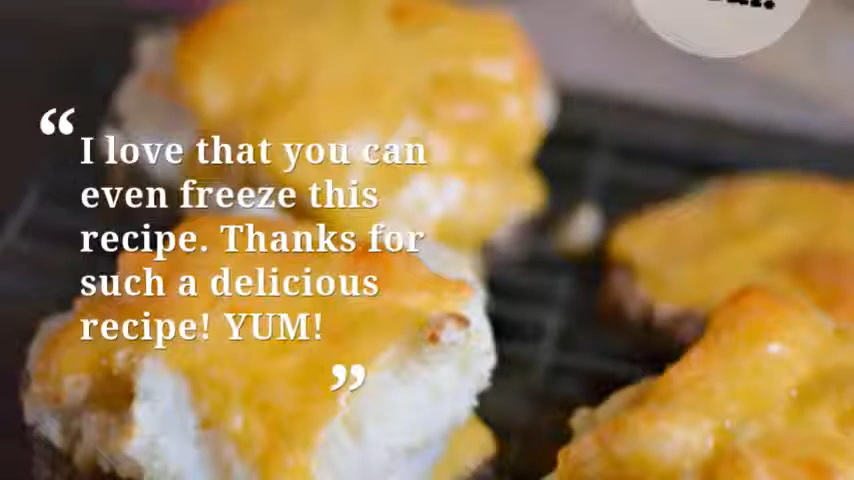 “I love that you can
even freeze this
recipe. Thanks for
such a delicious
recipe! YUM!
”